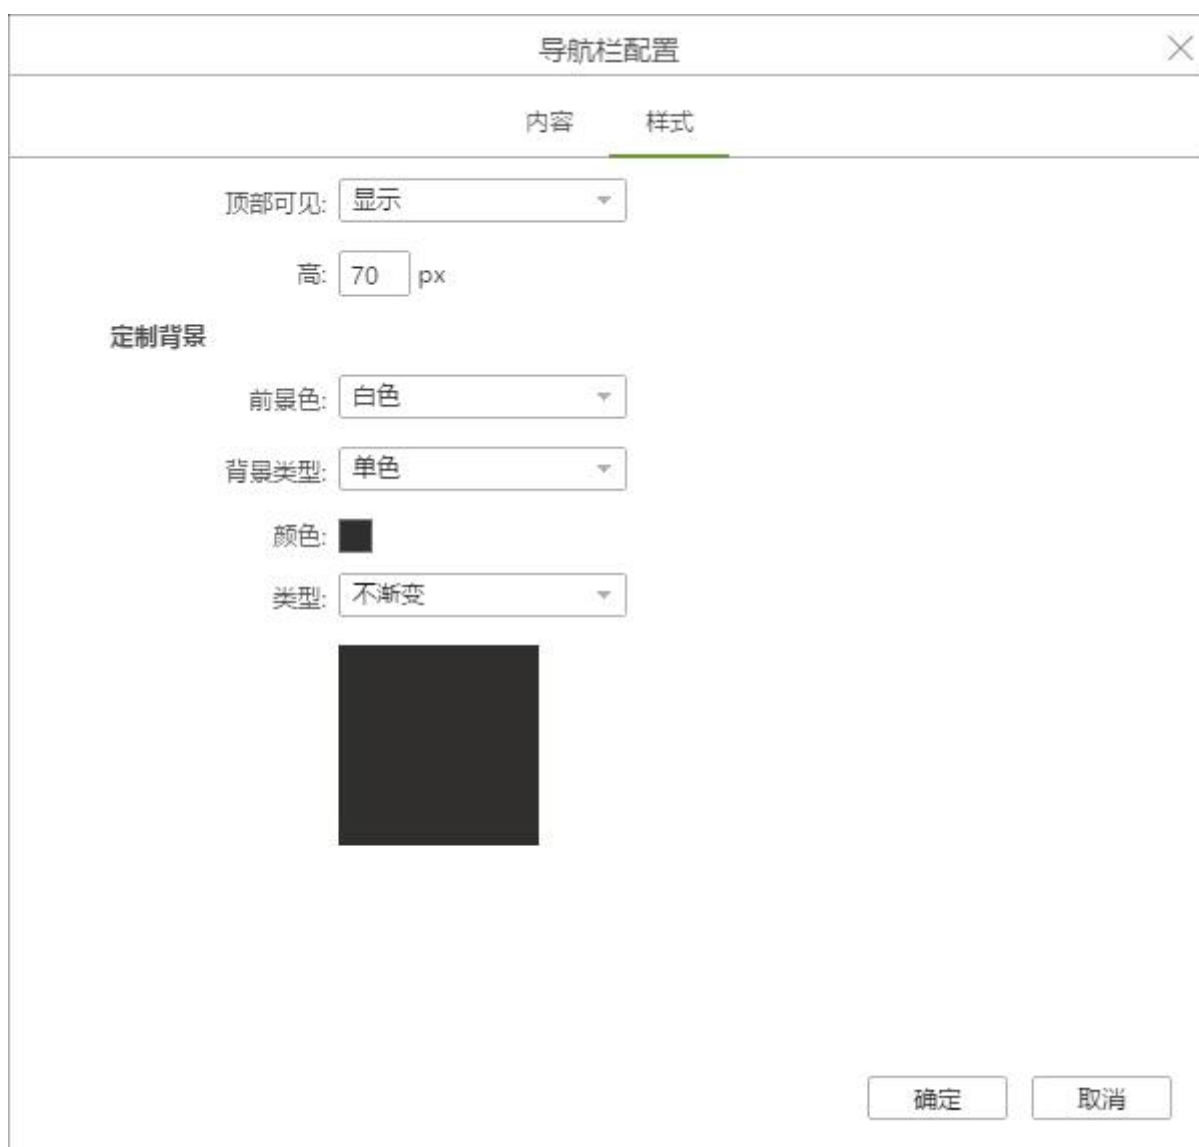 导航栏配置
内容 样式
顶部可见: 显示
高: 70 px
定制背景
前景色: 白色
背景类型: 单色
颜色:
类型: 不渐变
确定 取消